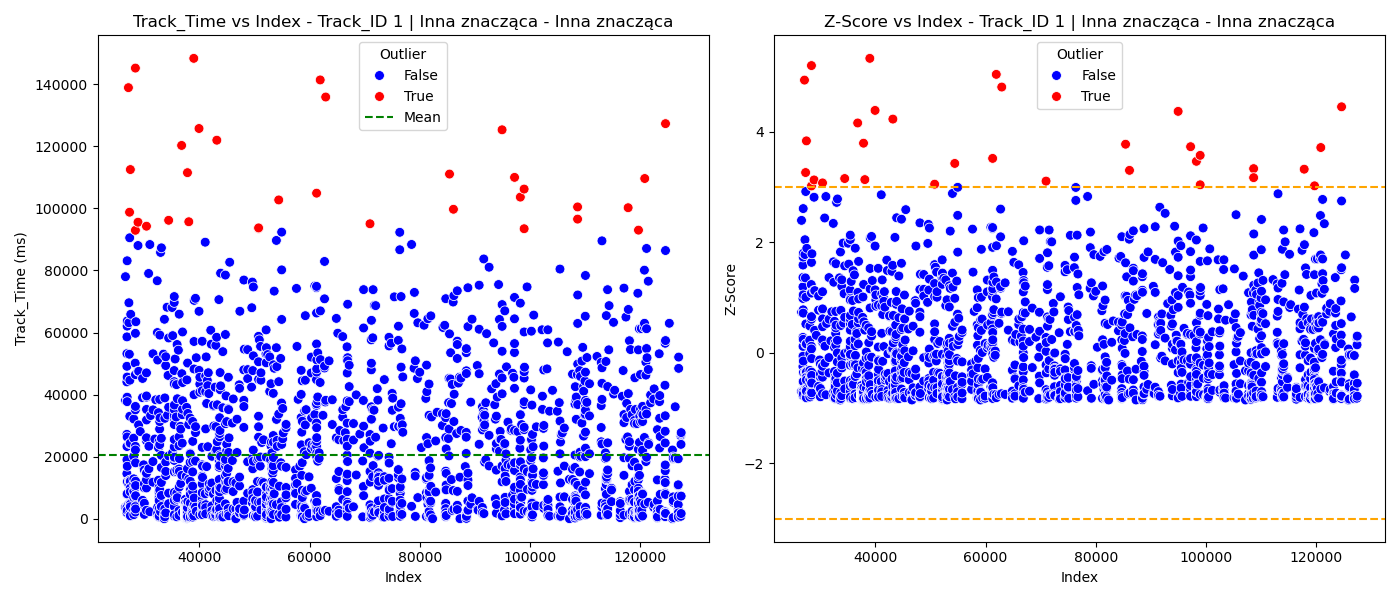 Track_Time vs Index - Track_ID 1 | Inna znacząca - Inna znacząca
Outlier
False
True
Mean
140000
120000
100000
80000
60000
40000
20000
0
Track_Time (ms)
40000
60000
80000
100000
120000
Index
Z-Score vs Index - Track_ID 1 | Inna znacząca - Inna znacząca
Outlier
False
True
4
2
0
−2
Z-Score
40000
60000
80000
100000
120000
Index